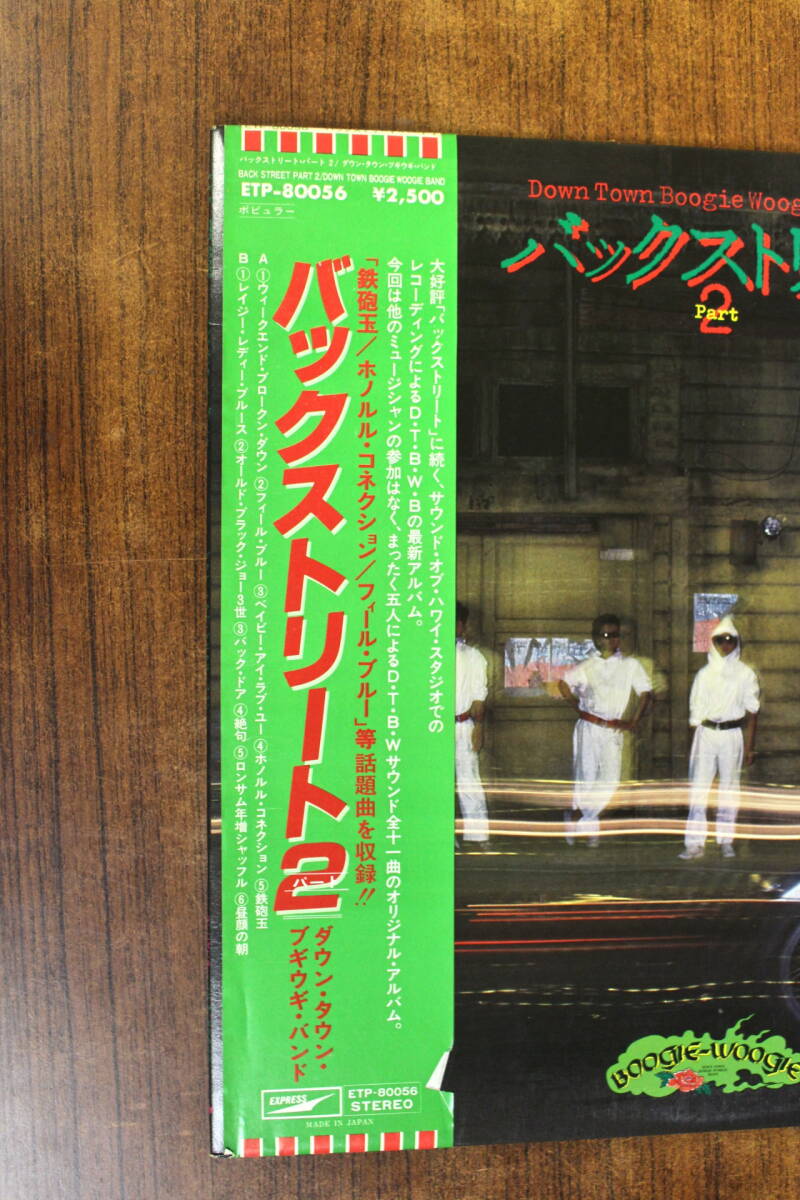 バックストリート・パート2/ダウン・タウン・ブギウギ・バンド
BACK STREET PART 2/DOWN TOWN BOOGIE WOOGIE BAND
ETP-80056 ¥2,500
ポピュラー
大好評「バックストリート」に続く、サウンド・オブ・ハワイ・スタジオでの
レコーディングによるD・T・B・W・Bの最新アルバム。
今回は他のミュージシャンの参加はなく、まったく五人によるD・T・B・Wサウンド全十一曲のオリジナル・アルバム。
「鉄砲玉/ホノルル・コネクション/フィール・ブルー」等話題曲を収録!!
バックストリート2
パート
ダウン・タウン・
ブギウギ・バンド
A ①ウィークエンド・ブロークン・ダウン ②フィール・ブルー ③ベイビー・アイ・ラブ・ユー ④ホノルル・コネクション ⑤鉄砲玉
B ①レイジー・レディー・ブルース ②オールド・ブラック・ジョー3世 ③バック・ドア ④絶句 ⑤ロンサム年増シャッフル ⑥昼顔の朝
EXPRESS
ETP-80056
STEREO
MADE IN JAPAN
Down Town Boogie Woog
バックストリ
Part
2
BOOGIE-WOOGIE